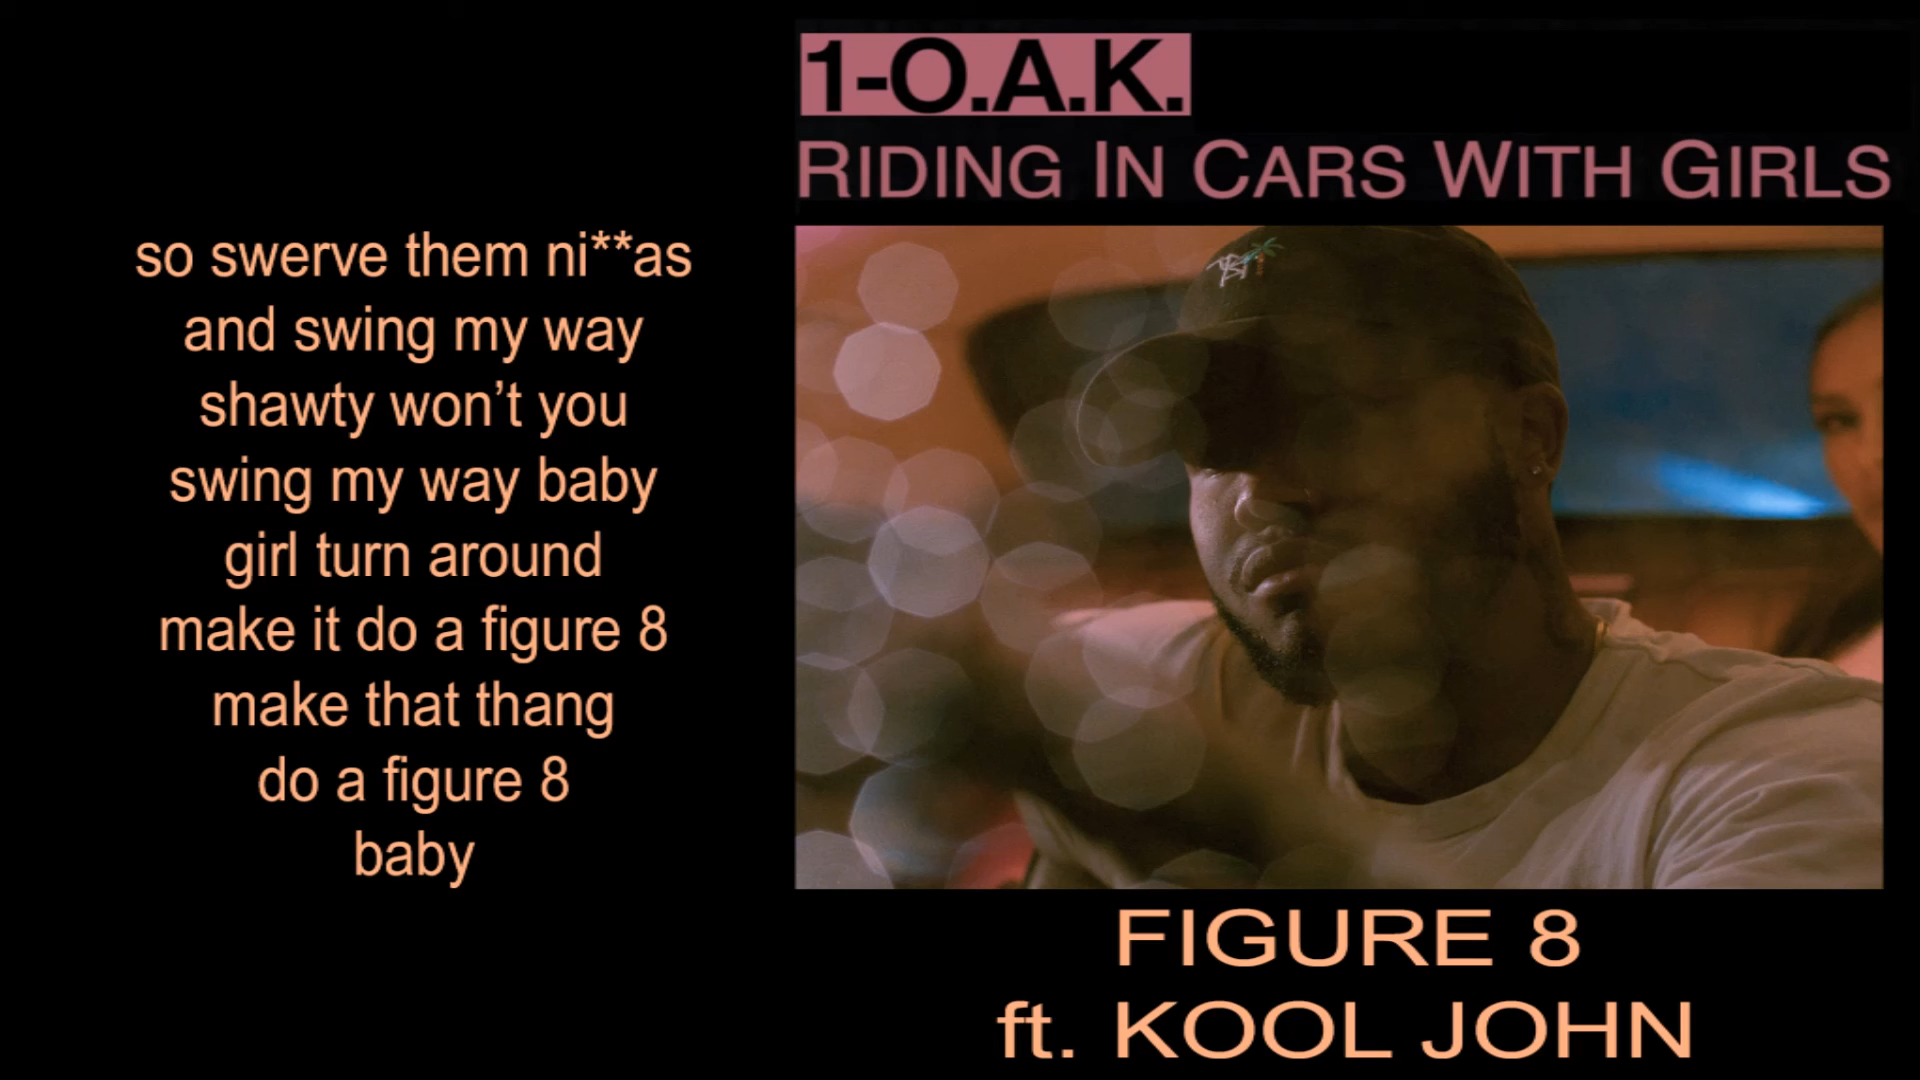 1-O.A.K.
RIDING IN CARS WITH GIRLS
so swerve them ni**as
and swing my way
shawty won’t you
swing my way baby
girl turn around
make it do a figure 8
make that thang
do a figure 8
baby
FIGURE 8
ft. KOOL JOHN